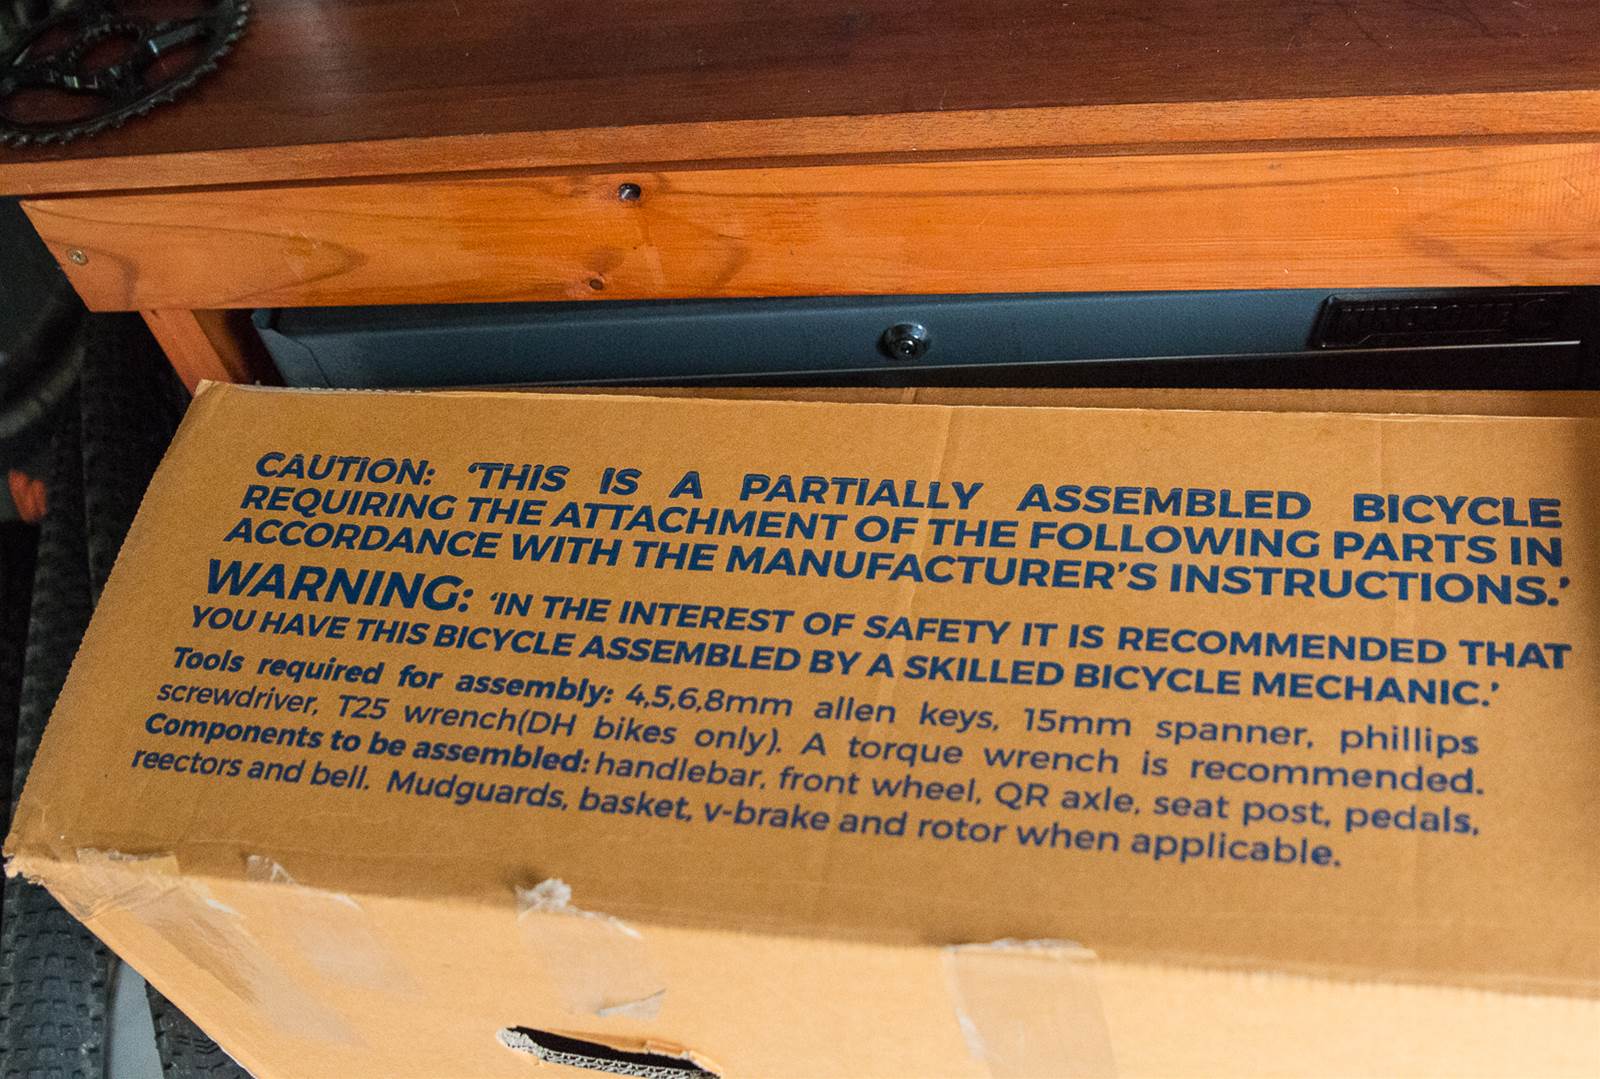 CAUTION: ‘THIS IS A PARTIALLY ASSEMBLED BICYCLE
REQUIRING THE ATTACHMENT OF THE FOLLOWING PARTS IN
ACCORDANCE WITH THE MANUFACTURER’S INSTRUCTIONS.’
WARNING: ‘IN THE INTEREST OF SAFETY IT IS RECOMMENDED THAT
YOU HAVE THIS BICYCLE ASSEMBLED BY A SKILLED BICYCLE MECHANIC.’
Tools required for assembly: 4,5,6,8mm allen keys, 15mm spanner, phillips
screwdriver, T25 wrench(DH bikes only). A torque wrench is recommended.
Components to be assembled: handlebar, front wheel, QR axle, seat post, pedals,
reectors and bell. Mudguards, basket, v-brake and rotor when applicable.